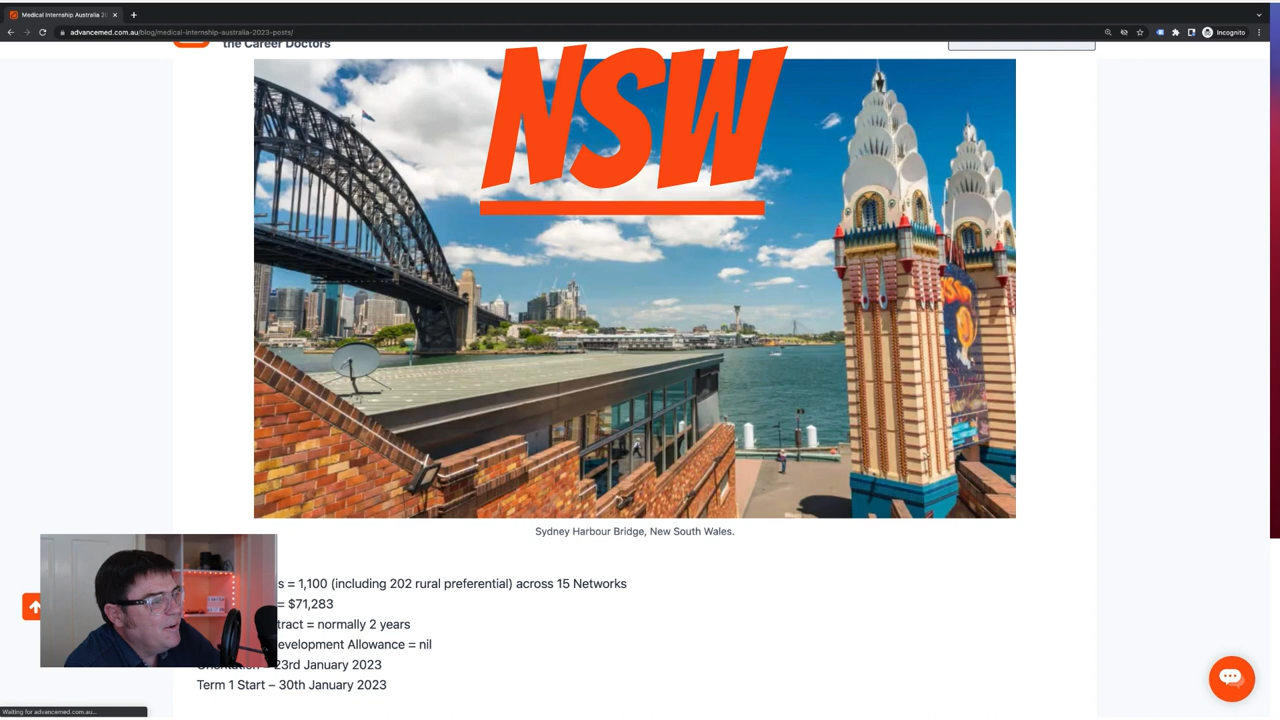 Medical Internship Australia 20
advancemed.com.au/blog/medical-internship-australia-2023-posts/
Incognito
the Career Doctors
NSW
Sydney Harbour Bridge, New South Wales.
s = 1,100 (including 202 rural preferential) across 15 Networks
= $71,283
tract = normally 2 years
evelopment Allowance = nil
23rd January 2023
Term 1 Start – 30th January 2023
Waiting for advancemed.com.au...